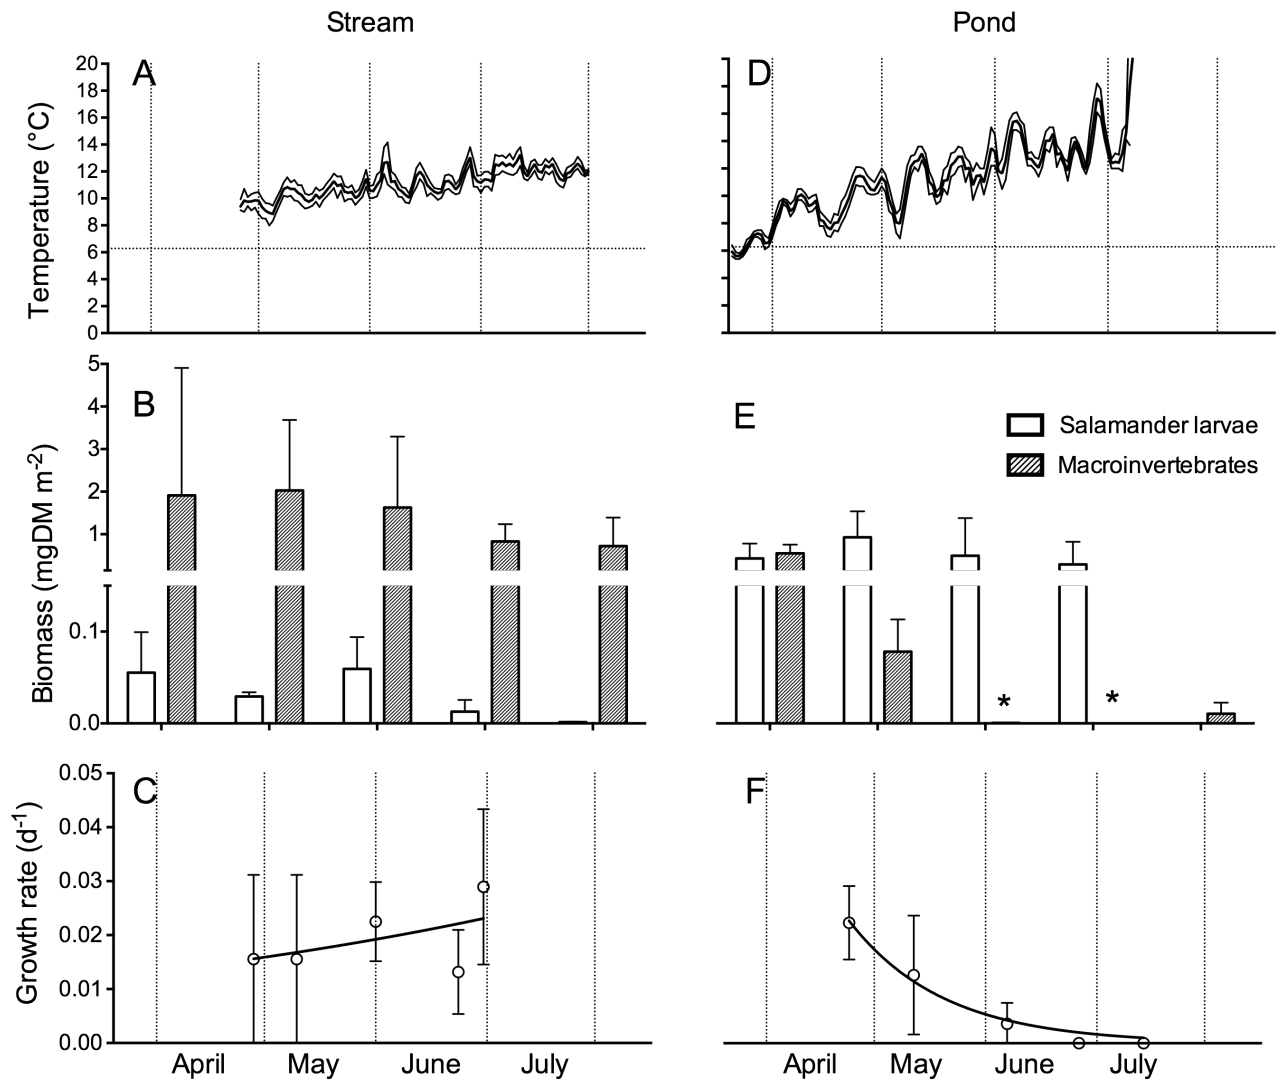 Stream
Pond
Temperature (°C)
20
18
16
14
12
10
8
6
4
2
0
A
D
Biomass (mgDM m-2)
5
4
3
2
1
0.1
0.0
B
E
Salamander larvae
Macroinvertebrates
*
*
Growth rate (d-1)
0.05
0.04
0.03
0.02
0.01
0.00
C
F
April May June July
April May June July